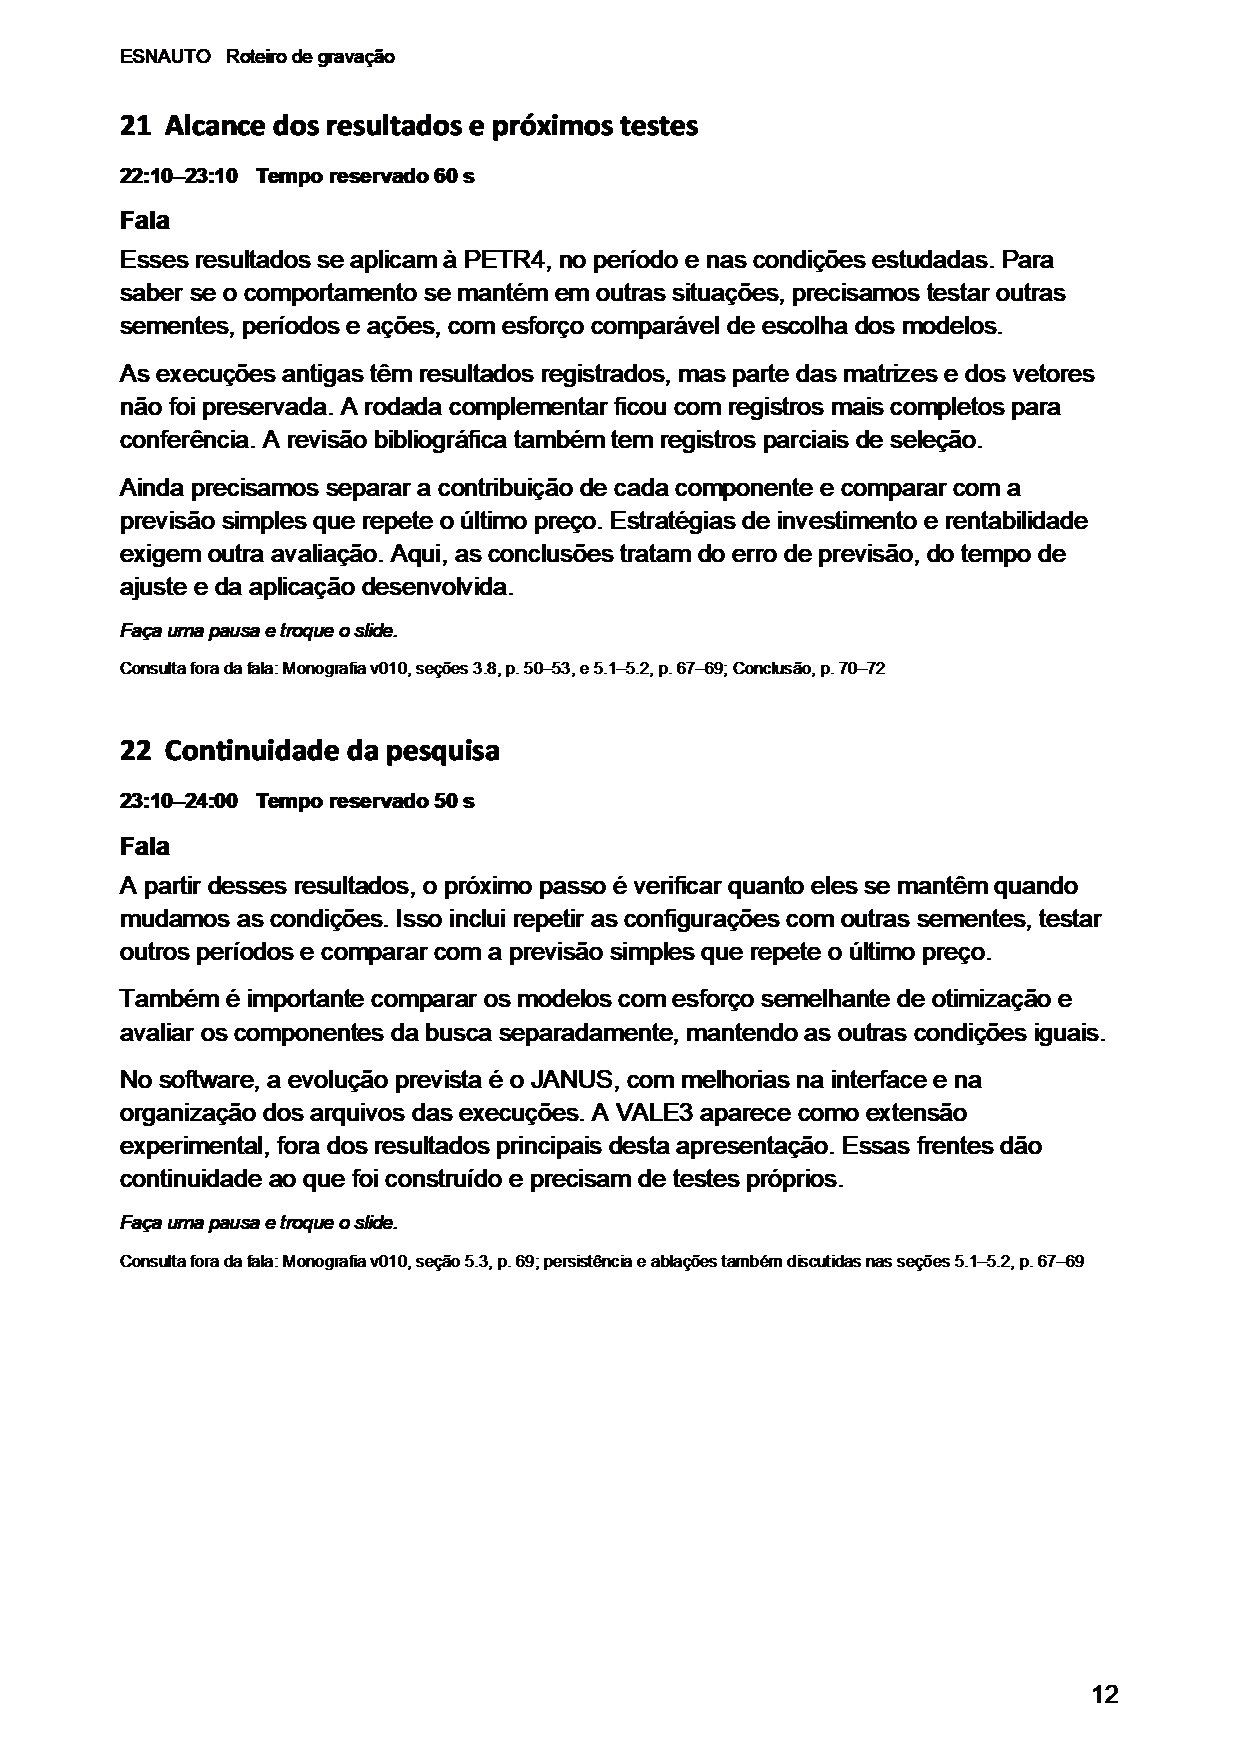 ESNAUTO Roteiro de gravação
21 Alcance dos resultados e próximos testes
22:10–23:10 Tempo reservado 60 s
Fala
Esses resultados se aplicam à PETR4, no período e nas condições estudadas. Para
saber se o comportamento se mantém em outras situações, precisamos testar outras
sementes, períodos e ações, com esforço comparável de escolha dos modelos.
As execuções antigas têm resultados registrados, mas parte das matrizes e dos vetores
não foi preservada. A rodada complementar ficou com registros mais completos para
conferência. A revisão bibliográfica também tem registros parciais de seleção.
Ainda precisamos separar a contribuição de cada componente e comparar com a
previsão simples que repete o último preço. Estratégias de investimento e rentabilidade
exigem outra avaliação. Aqui, as conclusões tratam do erro de previsão, do tempo de
ajuste e da aplicação desenvolvida.
Faça uma pausa e troque o slide.
Consulta fora da fala: Monografia v010, seções 3.8, p. 50–53, e 5.1–5.2, p. 67–69; Conclusão, p. 70–72
22 Continuidade da pesquisa
23:10–24:00 Tempo reservado 50 s
Fala
A partir desses resultados, o próximo passo é verificar quanto eles se mantêm quando
mudamos as condições. Isso inclui repetir as configurações com outras sementes, testar
outros períodos e comparar com a previsão simples que repete o último preço.
Também é importante comparar os modelos com esforço semelhante de otimização e
avaliar os componentes da busca separadamente, mantendo as outras condições iguais.
No software, a evolução prevista é o JANUS, com melhorias na interface e na
organização dos arquivos das execuções. A VALE3 aparece como extensão
experimental, fora dos resultados principais desta apresentação. Essas frentes dão
continuidade ao que foi construído e precisam de testes próprios.
Faça uma pausa e troque o slide.
Consulta fora da fala: Monografia v010, seção 5.3, p. 69; persistência e ablações também discutidas nas seções 5.1–5.2, p. 67–69
12